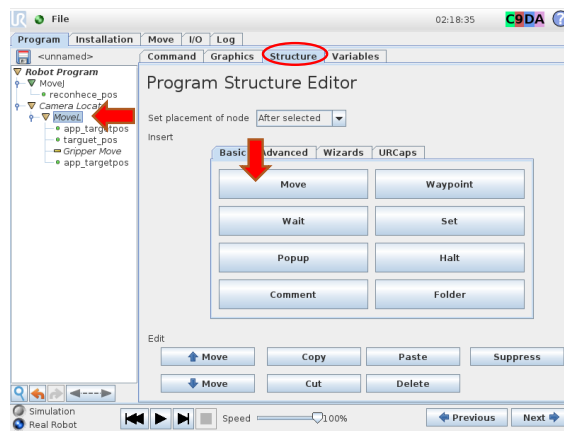 File 02:18:35 C9DA ?
Program Installation Move I/O Log
<unnamed> Command Graphics Structure Variables
Robot Program
MoveJ
reconhece_pos
Camera Locat
MoveL
app_targetpos
targuet_pos
Gripper Move
app_targetpos
Program Structure Editor
Set placement of node After selected
Insert
Basic Advanced Wizards URCaps
Move Waypoint
Wait Set
Popup Halt
Comment Folder
Edit
Move Copy Paste Suppress
Move Cut Delete
Simulation
Real Robot
Speed 100% Previous Next